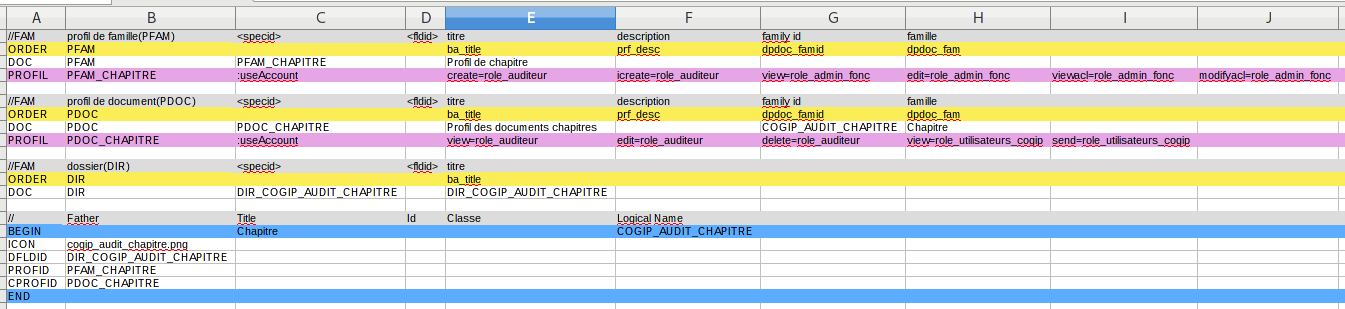 A B C D E F G H I J
//FAM profil de famille(PFAM) <specid> <fldid> titre description family id famille
ORDER PFAM ba_title prf_desc dpdoc_famid dpdoc_fam
DOC PFAM PFAM_CHAPITRE Profil de chapitre
PROFIL PFAM_CHAPITRE :useAccount create=role_auditeur icreate=role_auditeur view=role_admin_fonc edit=role_admin_fonc viewacl=role_admin_fonc modifyacl=role_admin_fonc
//FAM profil de document(PDOC) <specid> <fldid> titre description family id famille
ORDER PDOC ba_title prf_desc dpdoc_famid dpdoc_fam
DOC PDOC PDOC_CHAPITRE Profil des documents chapitres COGIP_AUDIT_CHAPITRE Chapitre
PROFIL PDOC_CHAPITRE :useAccount view=role_auditeur edit=role_auditeur delete=role_auditeur view=role_utilisateurs_cogip send=role_utilisateurs_cogip
//FAM dossier(DIR) <specid> <fldid> titre
ORDER DIR ba_title
DOC DIR DIR_COGIP_AUDIT_CHAPITRE DIR_COGIP_AUDIT_CHAPITRE
// Father Title Id Classe Logical Name
BEGIN Chapitre COGIP_AUDIT_CHAPITRE
ICON cogip_audit_chapitre.png
DFLDID DIR_COGIP_AUDIT_CHAPITRE
PROFID PFAM_CHAPITRE
CPROFID PDOC_CHAPITRE
END